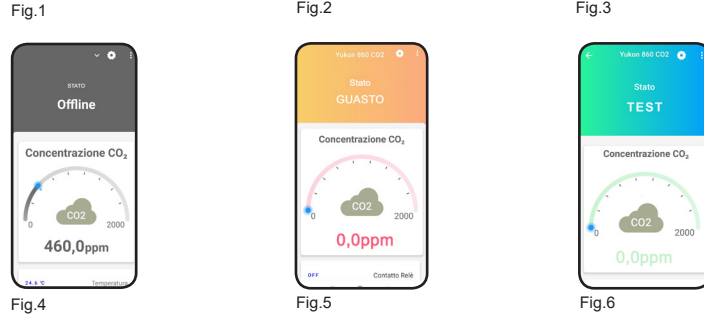 Fig.1
Fig.2
Fig.3
STATO
Offline
Concentrazione CO₂
CO2
0
2000
460,0ppm
24.6 °C
Temperatura
Fig.4
Yukon 860 CO2
Stato
GUASTO
Concentrazione CO₂
CO2
0
2000
0,0ppm
OFF
Contatto Relè
Fig.5
Yukon 860 CO2
Stato
TEST
Concentrazione CO₂
CO2
0
2000
0,0ppm
Fig.6